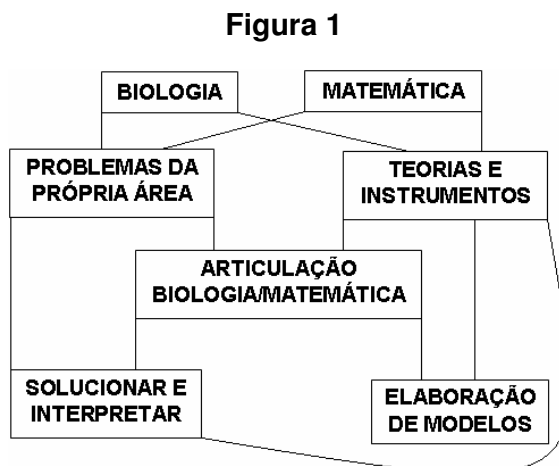 Figura 1
BIOLOGIA
MATEMÁTICA
PROBLEMAS DA
PRÓPRIA ÁREA
TEORIAS E
INSTRUMENTOS
ARTICULAÇÃO
BIOLOGIA/MATEMÁTICA
SOLUCIONAR E
INTERPRETAR
ELABORAÇÃO
DE MODELOS